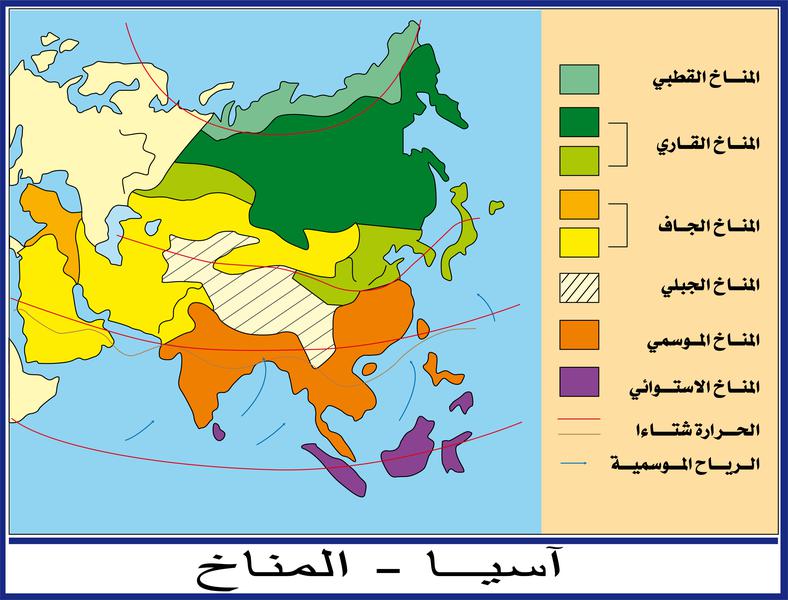 المناخ القطبي
المناخ القاري
المناخ الجاف
المناخ الجبلي
المناخ الموسمي
المناخ الاستوائي
الحرارة شتاءا
الرياح الموسمية
آسيا - المناخ